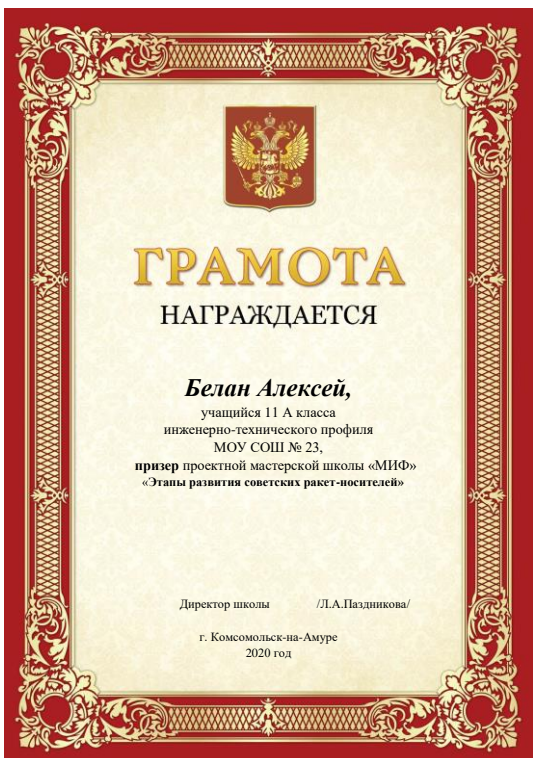 ГРАМОТА
НАГРАЖДАЕТСЯ
Белан Алексей,
учащийся 11 А класса
инженерно-технического профиля
МОУ СОШ № 23,
призер проектной мастерской школы «МИФ»
«Этапы развития советских ракет-носителей»
Директор школы /Л.А.Паздникова/
г. Комсомольск-на-Амуре
2020 год